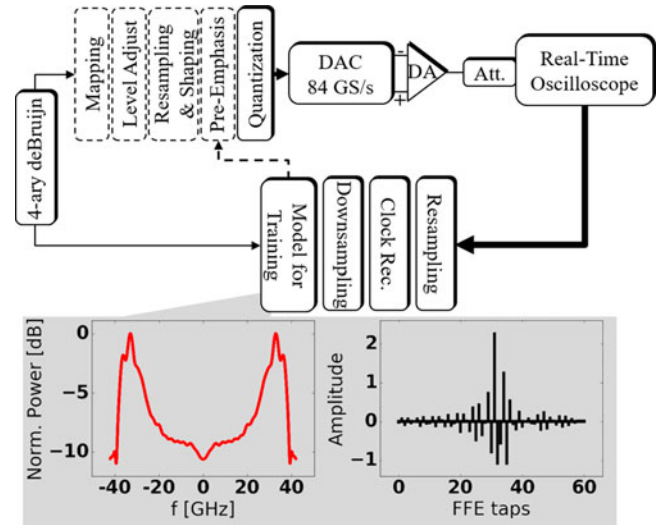 4-ary deBruijn
Mapping
Level Adjust
Resampling
& Shaping
Pre-Emphasis
Quantization
DAC
84 GS/s
-
+
DA
Att.
Real-Time
Oscilloscope
Model for
Training
Downsampling
Clock Rec.
Resampling
Norm. Power [dB]
0
−5
−10
-40 -20 0 20 40
f [GHz]
Amplitude
2
1
0
−1
0 20 40 60
FFE taps